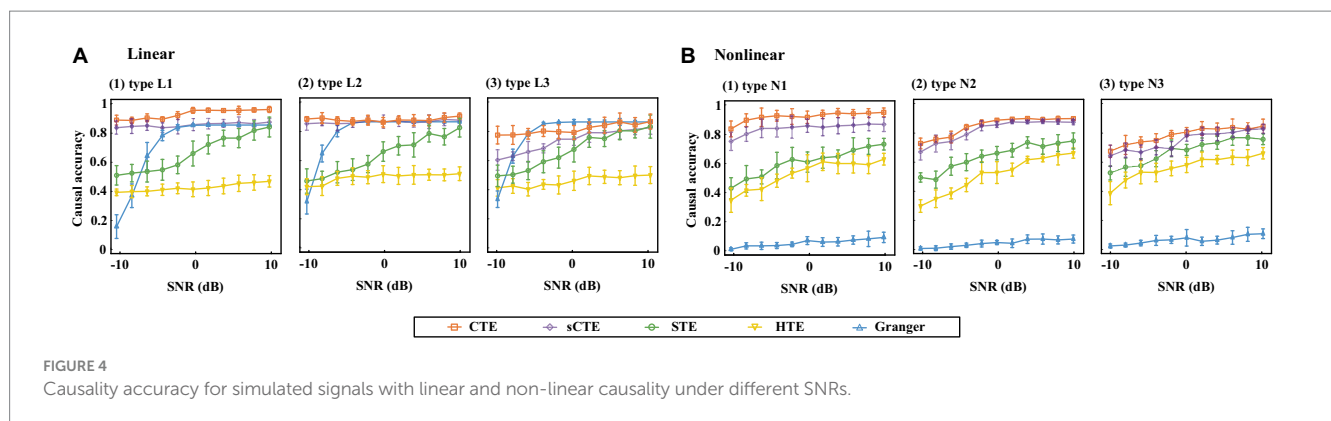 A Linear
B Nonlinear
(1) type L1
(2) type L2
(3) type L3
(1) type N1
(2) type N2
(3) type N3
Causal accuracy
1
0.8
0.6
0.4
0.2
0
-10 0 10
-10 0 10
-10 0 10
SNR (dB)
SNR (dB)
SNR (dB)
Causal accuracy
1
0.8
0.6
0.4
0.2
0
-10 0 10
-10 0 10
-10 0 10
SNR (dB)
SNR (dB)
SNR (dB)
CTE sCTE STE HTE Granger
FIGURE 4
Causality accuracy for simulated signals with linear and non-linear causality under different SNRs.